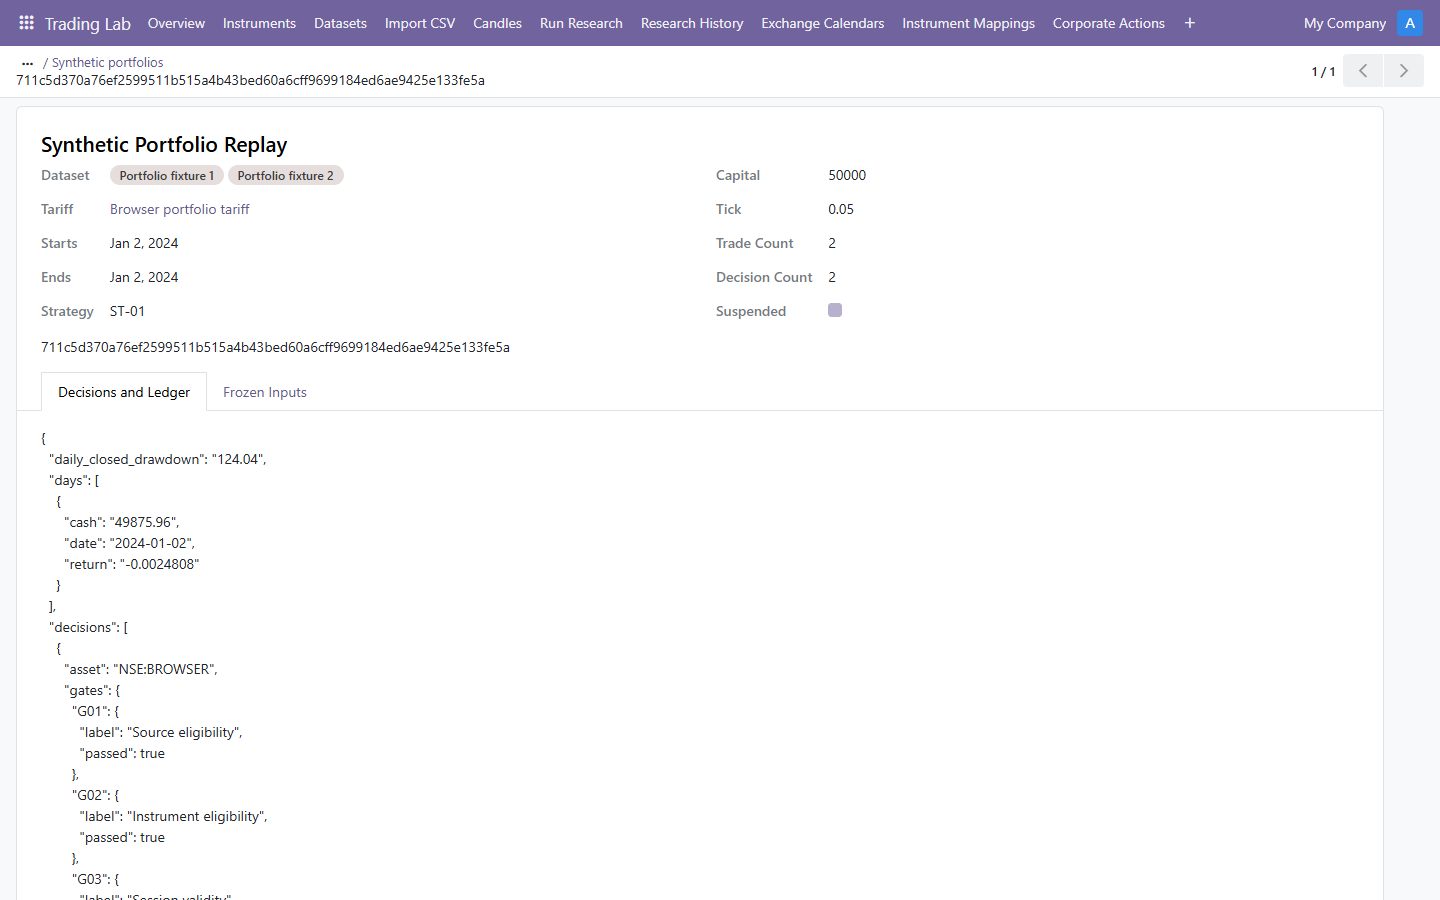 Trading Lab Overview Instruments Datasets Import CSV Candles Run Research Research History Exchange Calendars Instrument Mappings Corporate Actions + My Company A
... / Synthetic portfolios
711c5d370a76ef2599511b515a4b43bed60a6cff9699184ed6ae9425e133fe5a
1 / 1
Synthetic Portfolio Replay
Dataset Portfolio fixture 1 Portfolio fixture 2
Capital 50000
Tariff Browser portfolio tariff
Tick 0.05
Starts Jan 2, 2024
Trade Count 2
Ends Jan 2, 2024
Decision Count 2
Strategy ST-01
Suspended
711c5d370a76ef2599511b515a4b43bed60a6cff9699184ed6ae9425e133fe5a
Decisions and Ledger Frozen Inputs
{
"daily_closed_drawdown": "124.04",
"days": [
{
"cash": "49875.96",
"date": "2024-01-02",
"return": "-0.0024808"
}
],
"decisions": [
{
"asset": "NSE:BROWSER",
"gates": {
"G01": {
"label": "Source eligibility",
"passed": true
},
"G02": {
"label": "Instrument eligibility",
"passed": true
},
"G03": {
"label": "Session validity"